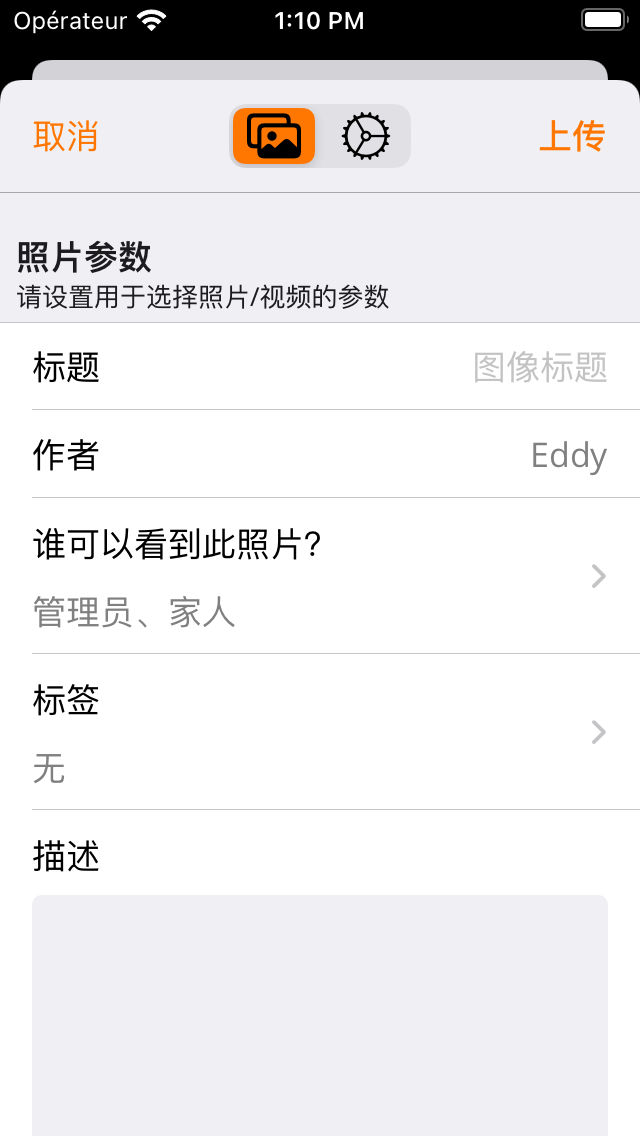 Opérateur 1:10 PM
取消 上传
照片参数
请设置用于选择照片/视频的参数
标题 图像标题
作者 Eddy
谁可以看到此照片?
管理员、家人
标签
无
描述